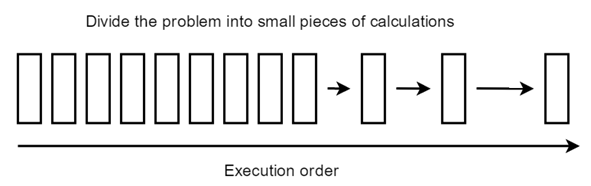 Divide the problem into small pieces of calculations
Execution order